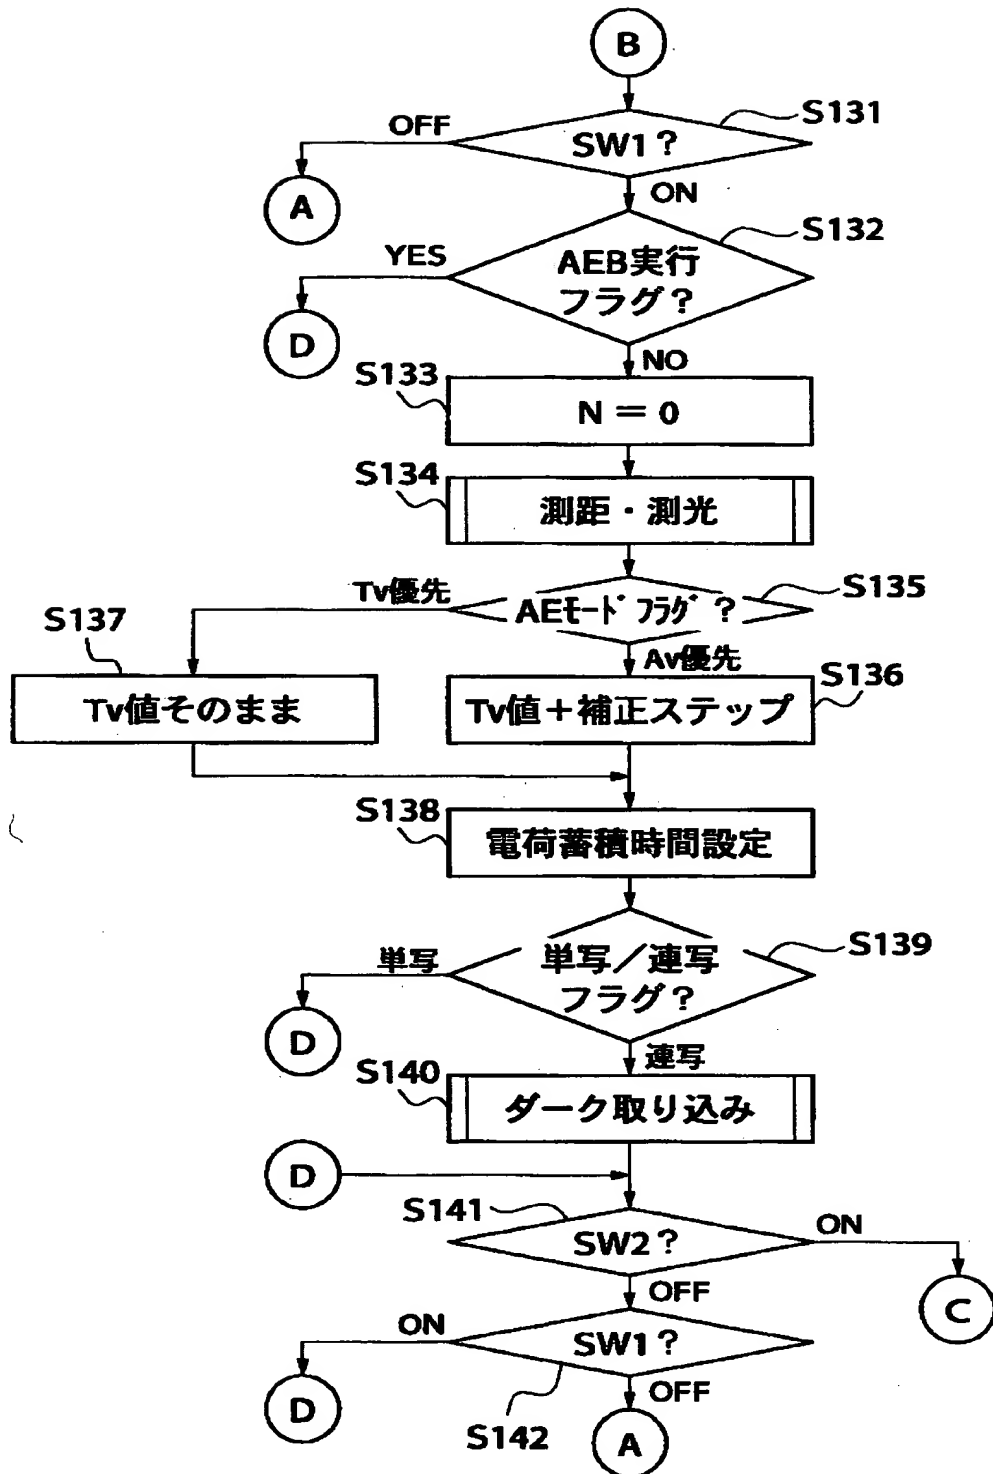 B
S131
OFF
SW1?
A
ON
S132
YES
AEB実行
フラグ?
D
NO
S133
N = 0
S134
測距・測光
Tv優先
S135
AEモードフラグ?
S137
Av優先
S136
Tv値そのまま
Tv値+補正ステップ
S138
電荷蓄積時間設定
S139
単写
単写/連写
フラグ?
D
連写
S140
ダーク取り込み
D
S141
ON
SW2?
C
OFF
ON
SW1?
D
OFF
S142
A